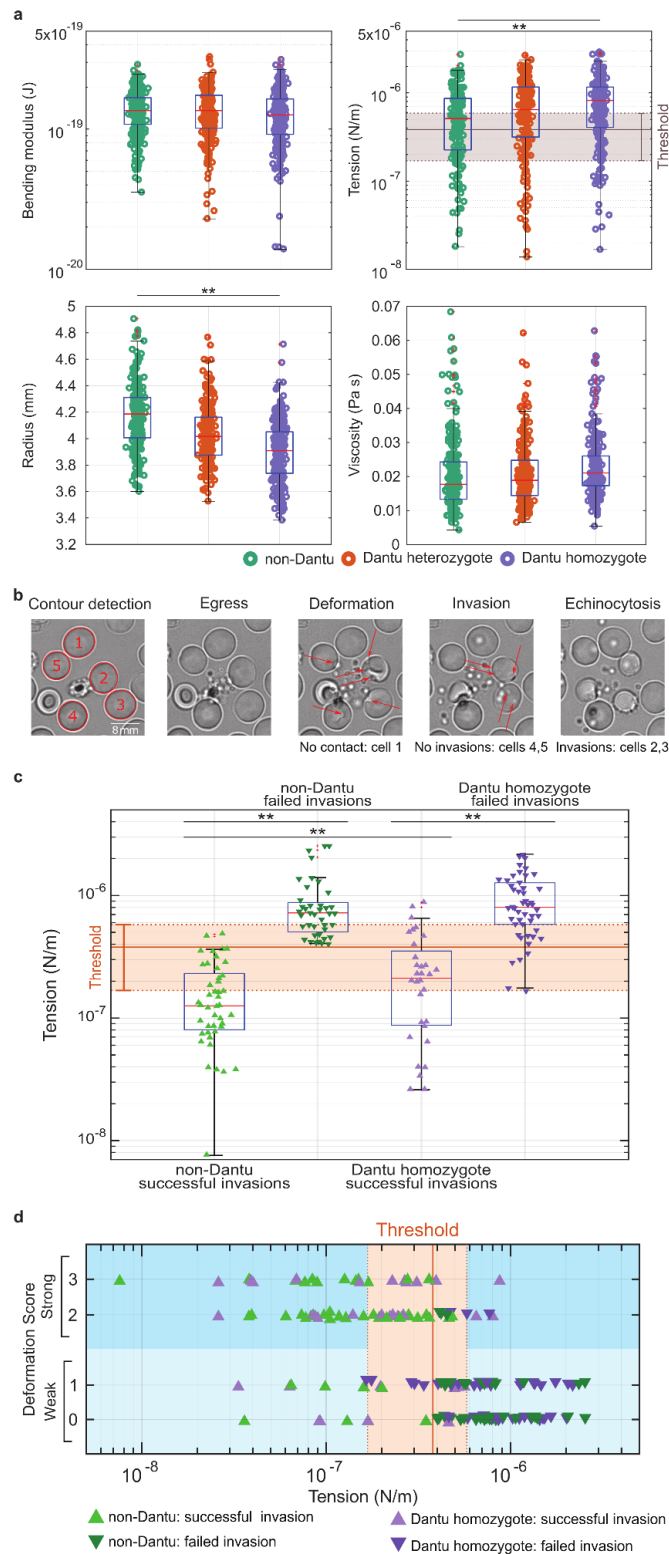 a
5x10-19
10-19
10-20
Bending modulus (J)
**
5x10-6
10-6
10-7
10-8
Tension (N/m)
Threshold
**
5
4.8
4.6
4.4
4.2
4
3.8
3.6
3.4
3.2
Radius (mm)
0.07
0.06
0.05
0.04
0.03
0.02
0.01
0
Viscosity (Pa s)
non-Dantu Dantu heterozygote Dantu homozygote
b
Contour detection Egress Deformation Invasion Echinocytosis
1
5
2
3
4
8mm
No contact: cell 1 No invasions: cells 4,5 Invasions: cells 2,3
c
non-Dantu
failed invasions
Dantu homozygote
failed invasions
** **
**
10-6
10-7
10-8
Tension (N/m)
Threshold
non-Dantu
successful invasions
Dantu homozygote
successful invasions
d
Threshold
Deformation Score
Strong
Weak
3
2
1
0
10-8 10-7 10-6
Tension (N/m)
non-Dantu: successful invasion
non-Dantu: failed invasion
Dantu homozygote: successful invasion
Dantu homozygote: failed invasion